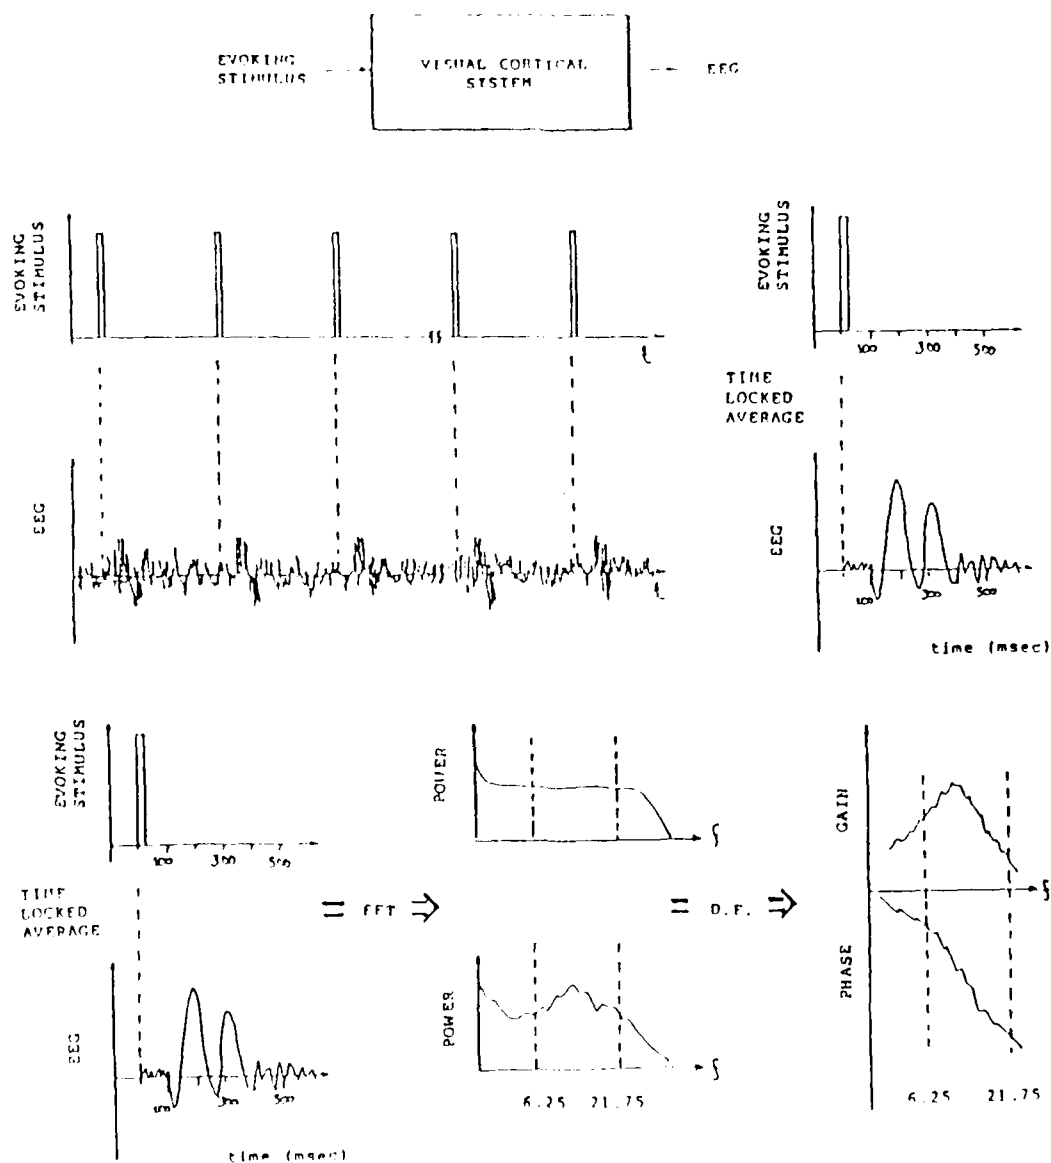 EVOKING
STIMULUS
VISUAL CORTICAL
SYSTEM
EEG
EVOKING
STIMULUS
t
EEG
t
EVOKING
STIMULUS
100 300 500
TIME
LOCKED
AVERAGE
EEG
100 300 500
time (msec)
EVOKING
STIMULUS
100 300 500
TIME
LOCKED
AVERAGE
EEG
100 300 500
time (msec)
= FFT ⇒
POWER
f
POWER
f
6.25 21.75
= D.F. ⇒
GAIN
f
PHASE
6.25 21.75